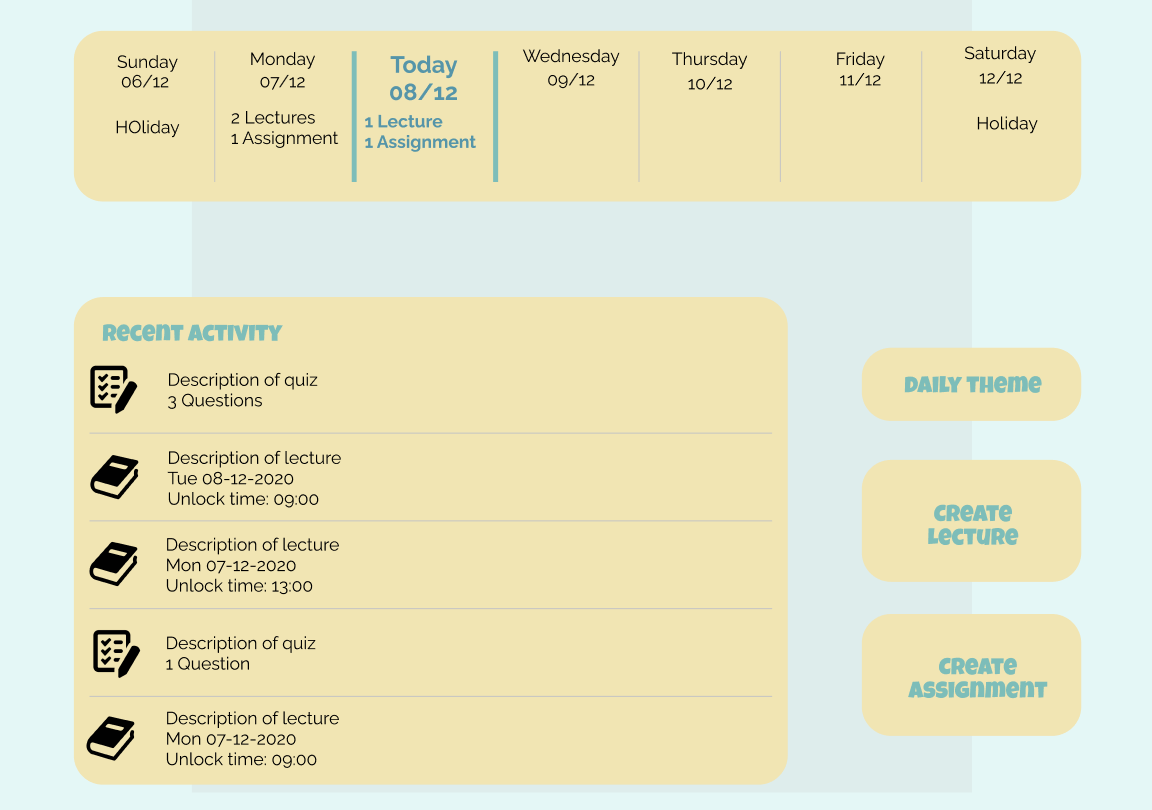 Sunday
06/12
HOliday
Monday
07/12
2 Lectures
1 Assignment
Today
08/12
1 Lecture
1 Assignment
Wednesday
09/12
Thursday
10/12
Friday
11/12
Saturday
12/12
Holiday
Recent Activity
Description of quiz
3 Questions
Description of lecture
Tue 08-12-2020
Unlock time: 09:00
Description of lecture
Mon 07-12-2020
Unlock time: 13:00
Description of quiz
1 Question
Description of lecture
Mon 07-12-2020
Unlock time: 09:00
Daily Theme
Create
Lecture
Create
Assignment